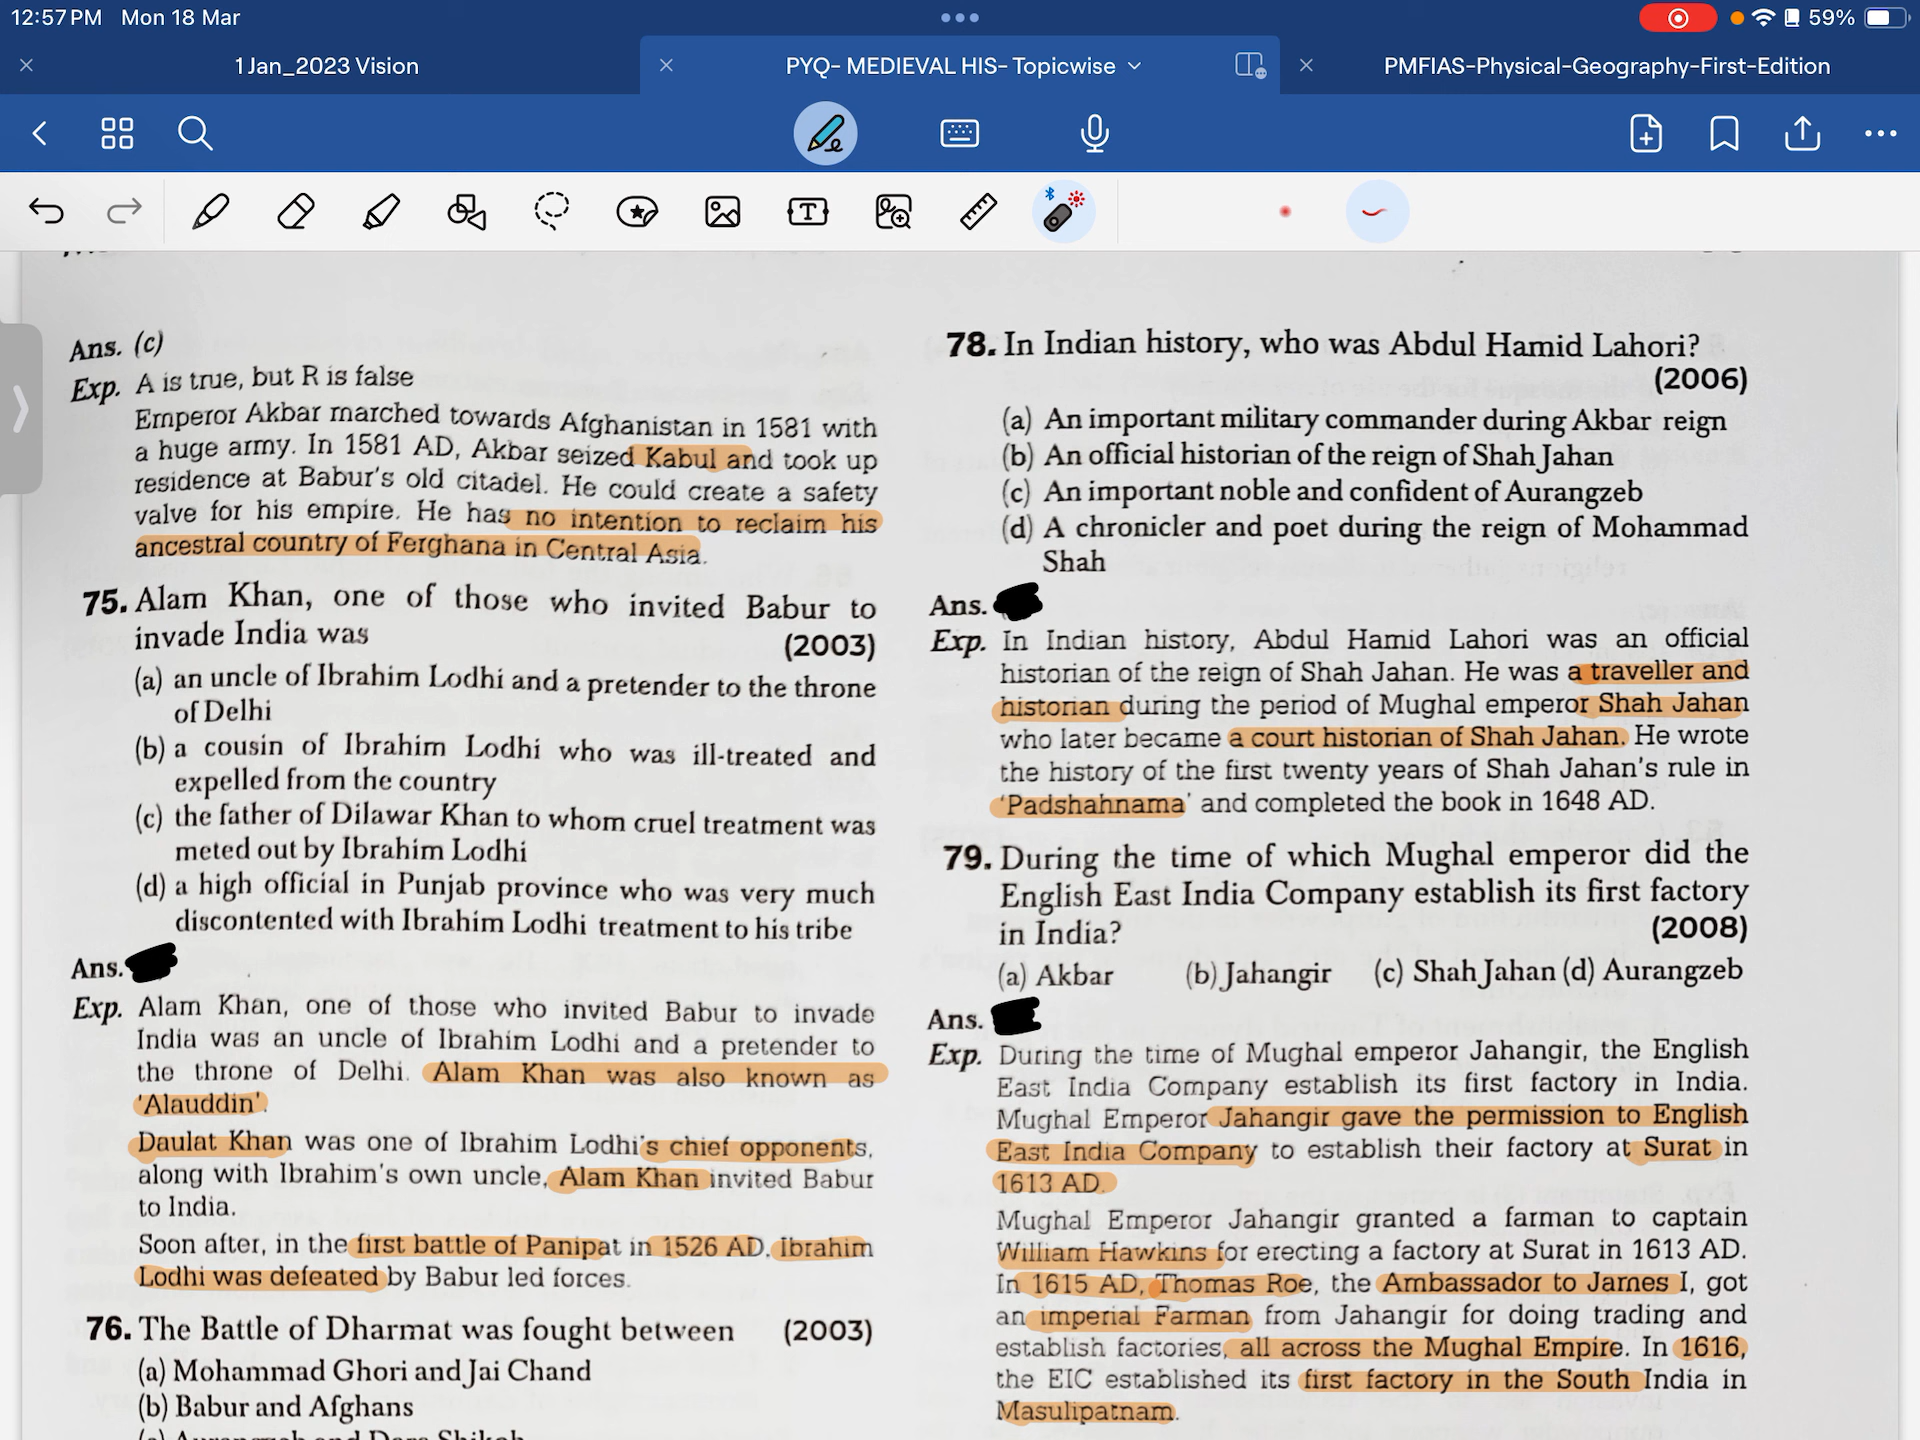 12:57 PM Mon 18 Mar
59%
1Jan_2023 Vision
PYQ- MEDIEVAL HIS- Topicwise
PMFIAS-Physical-Geography-First-Edition
Ans. (c)
Exp. A is true, but R is false
Emperor Akbar marched towards Afghanistan in 1581 with
a huge army. In 1581 AD, Akbar seized Kabul and took up
residence at Babur's old citadel. He could create a safety
valve for his empire. He has no intention to reclaim his
ancestral country of Ferghana in Central Asia.
75. Alam Khan, one of those who invited Babur to
invade India was (2003)
(a) an uncle of Ibrahim Lodhi and a pretender to the throne
of Delhi
(b) a cousin of Ibrahim Lodhi who was ill-treated and
expelled from the country
(c) the father of Dilawar Khan to whom cruel treatment was
meted out by Ibrahim Lodhi
(d) a high official in Punjab province who was very much
discontented with Ibrahim Lodhi treatment to his tribe
Ans.
Exp. Alam Khan, one of those who invited Babur to invade
India was an uncle of Ibrahim Lodhi and a pretender to
the throne of Delhi. Alam Khan was also known as
'Alauddin'.
Daulat Khan was one of Ibrahim Lodhi's chief opponents,
along with Ibrahim's own uncle, Alam Khan invited Babur
to India.
Soon after, in the first battle of Panipat in 1526 AD. Ibrahim
Lodhi was defeated by Babur led forces.
76. The Battle of Dharmat was fought between (2003)
(a) Mohammad Ghori and Jai Chand
(b) Babur and Afghans
(c) Aurangzeb and Dara Shikoh
78. In Indian history, who was Abdul Hamid Lahori?
(2006)
(a) An important military commander during Akbar reign
(b) An official historian of the reign of Shah Jahan
(c) An important noble and confident of Aurangzeb
(d) A chronicler and poet during the reign of Mohammad
Shah
Ans.
Exp. In Indian history, Abdul Hamid Lahori was an official
historian of the reign of Shah Jahan. He was a traveller and
historian during the period of Mughal emperor Shah Jahan
who later became a court historian of Shah Jahan. He wrote
the history of the first twenty years of Shah Jahan's rule in
'Padshahnama' and completed the book in 1648 AD.
79. During the time of which Mughal emperor did the
English East India Company establish its first factory
in India? (2008)
(a) Akbar (b) Jahangir (c) Shah Jahan (d) Aurangzeb
Ans.
Exp. During the time of Mughal emperor Jahangir, the English
East India Company establish its first factory in India.
Mughal Emperor Jahangir gave the permission to English
East India Company to establish their factory at Surat in
1613 AD.
Mughal Emperor Jahangir granted a farman to captain
William Hawkins for erecting a factory at Surat in 1613 AD.
In 1615 AD, Thomas Roe, the Ambassador to James I, got
an imperial Farman from Jahangir for doing trading and
establish factories, all across the Mughal Empire. In 1616,
the EIC established its first factory in the South India in
Masulipatnam.